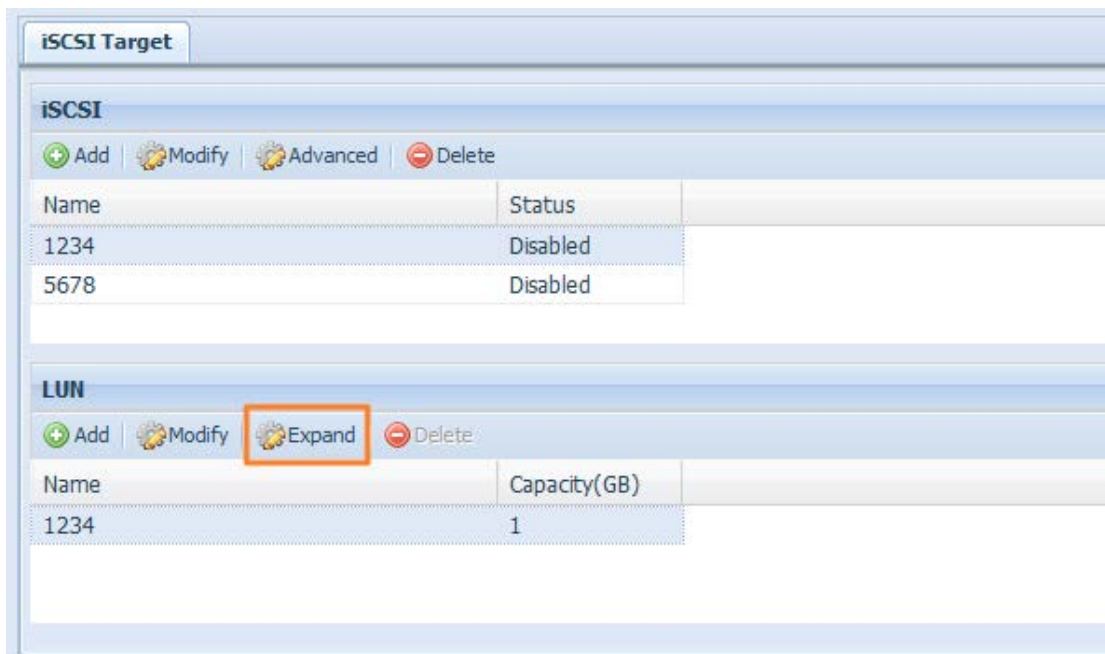 iSCSI Target
iSCSI
Add Modify Advanced Delete
Name Status
1234 Disabled
5678 Disabled
LUN
Add Modify Expand Delete
Name Capacity(GB)
1234 1